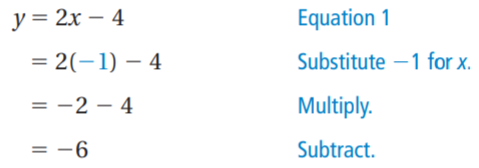 y = 2x − 4 Equation 1
= 2(−1) − 4 Substitute −1 for x.
= −2 − 4 Multiply.
= −6 Subtract.